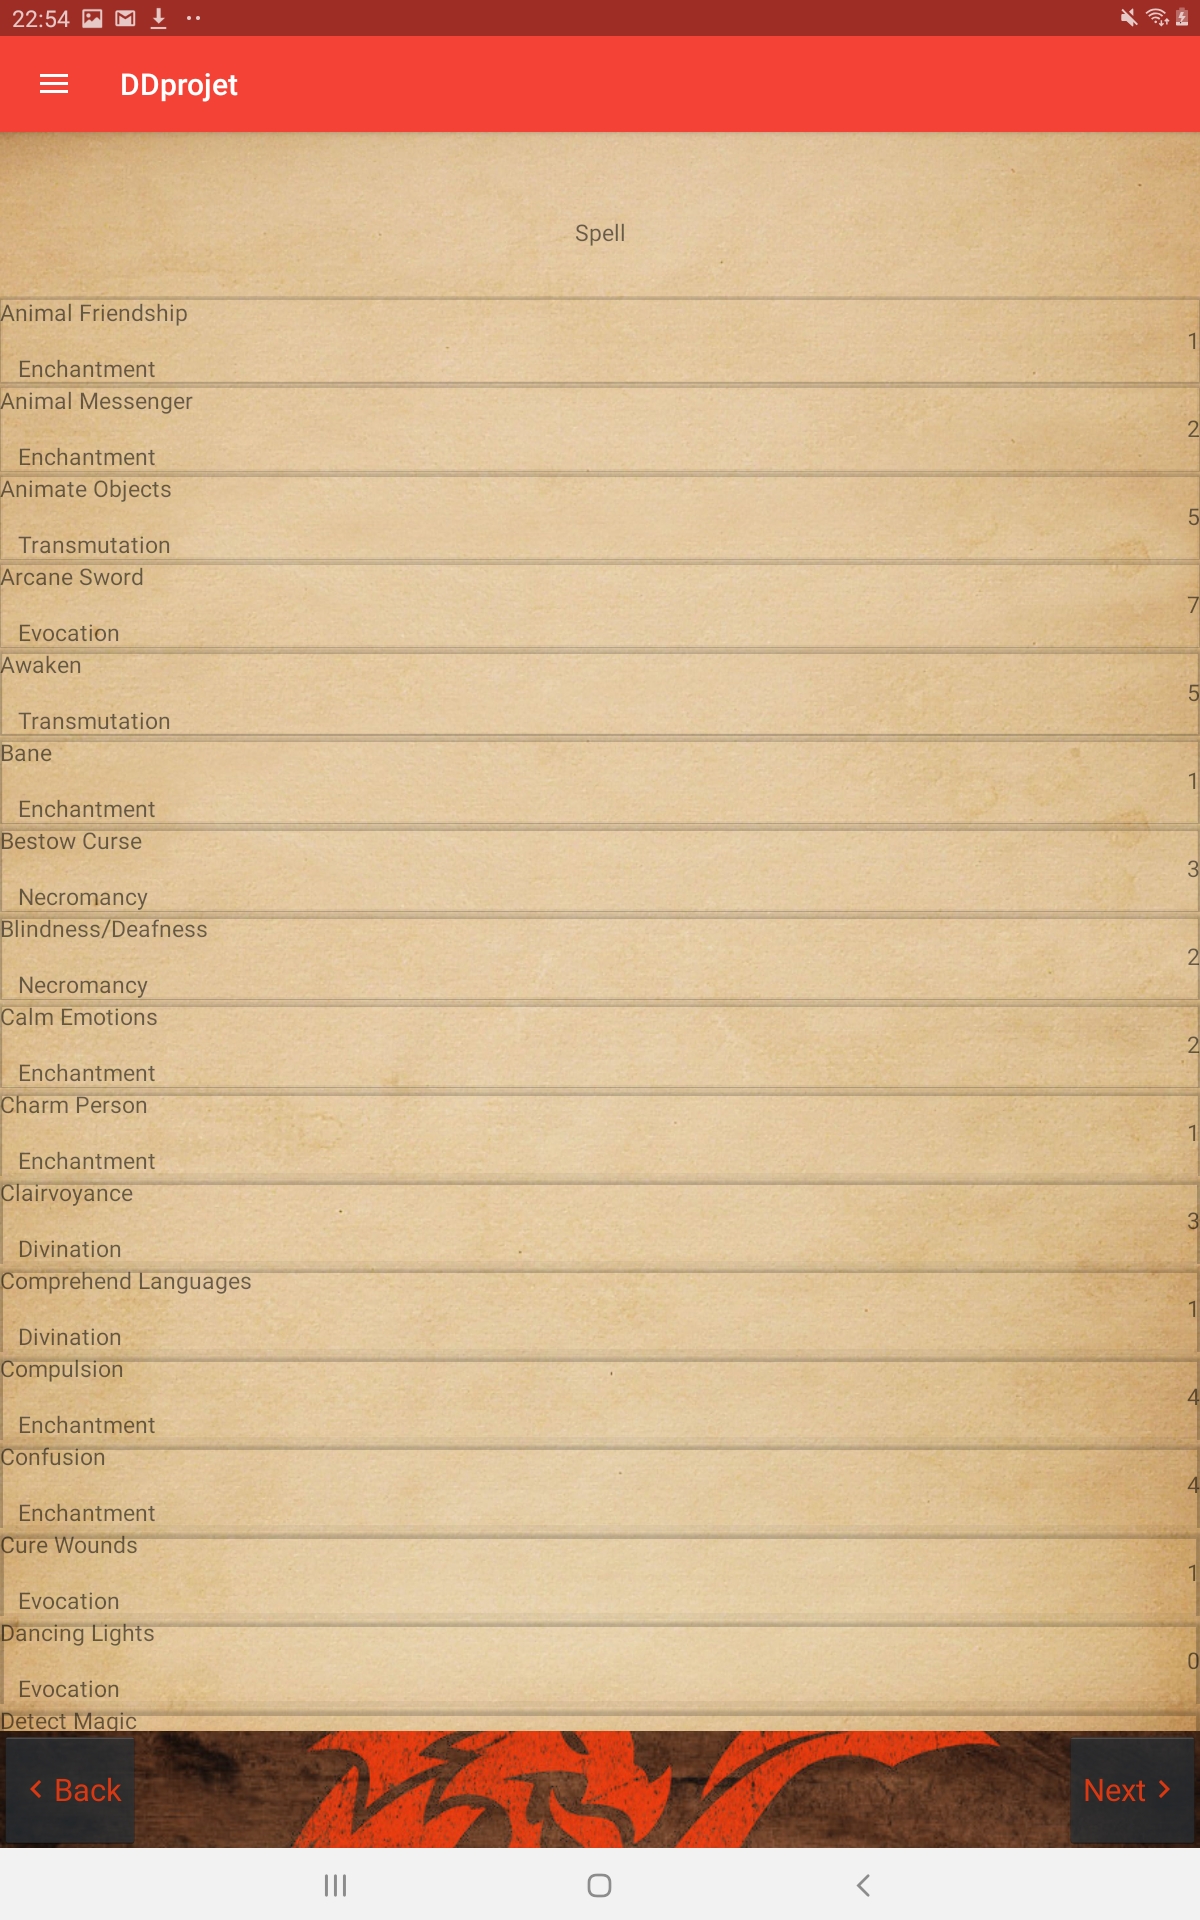 22:54
DDprojet
Spell
Animal Friendship
1
Enchantment
Animal Messenger
2
Enchantment
Animate Objects
5
Transmutation
Arcane Sword
7
Evocation
Awaken
5
Transmutation
Bane
1
Enchantment
Bestow Curse
3
Necromancy
Blindness/Deafness
2
Necromancy
Calm Emotions
2
Enchantment
Charm Person
1
Enchantment
Clairvoyance
3
Divination
Comprehend Languages
1
Divination
Compulsion
4
Enchantment
Confusion
4
Enchantment
Cure Wounds
1
Evocation
Dancing Lights
0
Evocation
Detect Magic
Back
Next